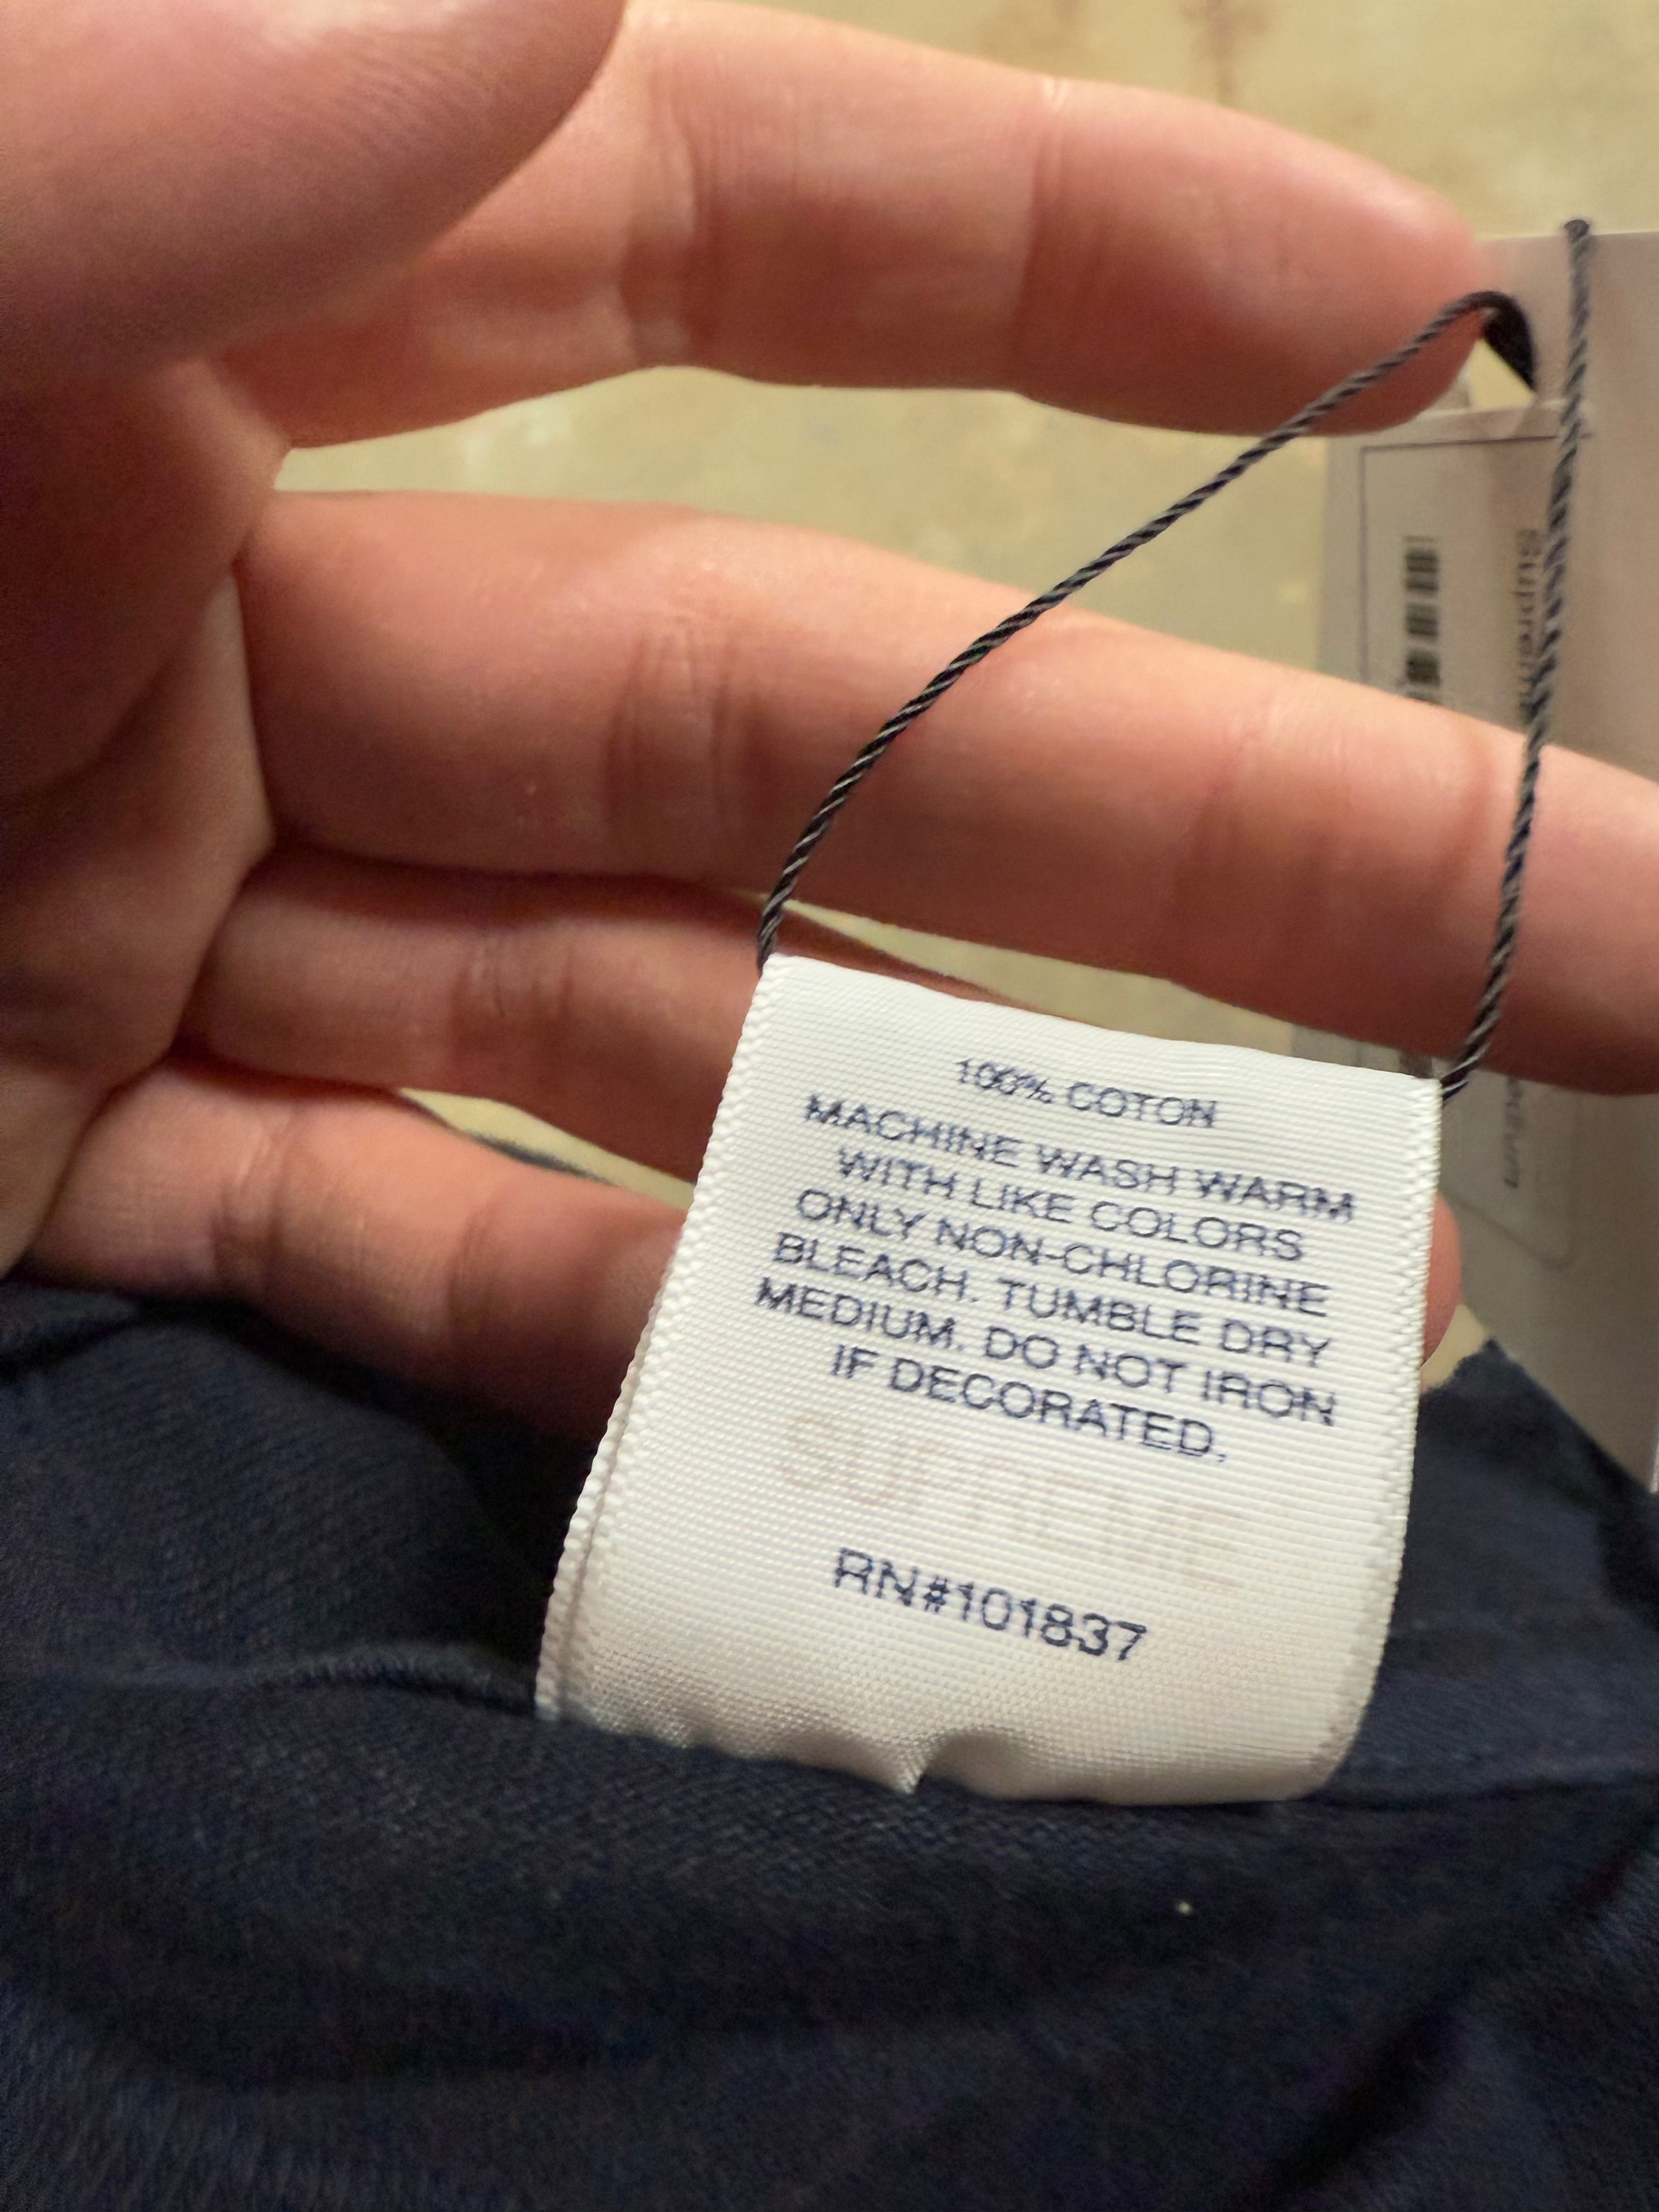 100% COTON
MACHINE WASH WARM
WITH LIKE COLORS
ONLY NON-CHLORINE
BLEACH. TUMBLE DRY
MEDIUM. DO NOT IRON
IF DECORATED.
SUPREME
RN#101837